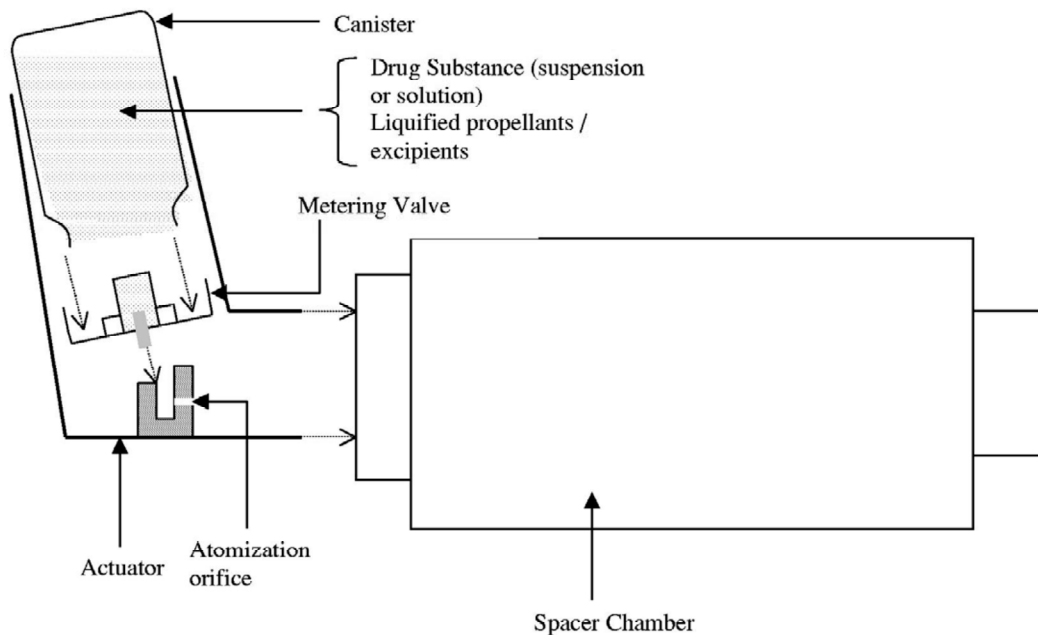 Canister
Drug Substance (suspension
or solution)
Liquified propellants /
excipients
Metering Valve
Actuator
Atomization
orifice
Spacer Chamber